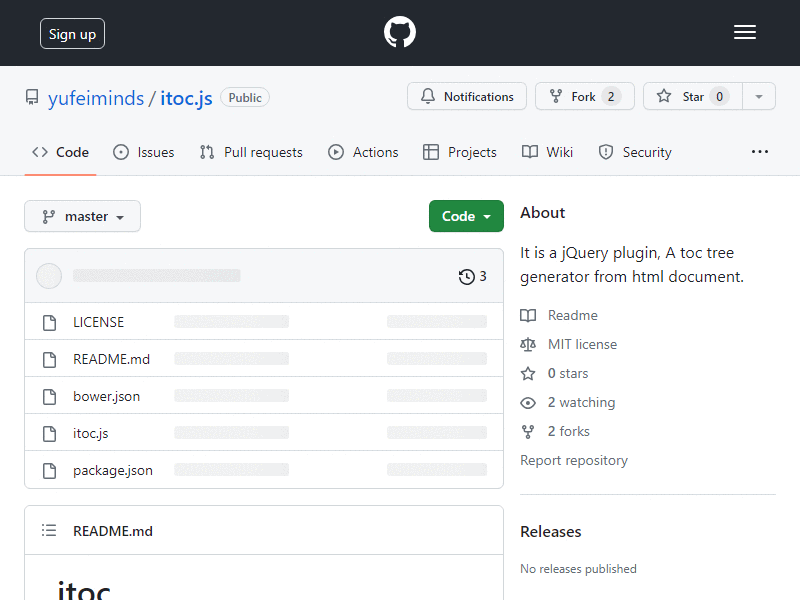 Sign up
yufeiminds / itoc.js Public
Notifications Fork 2 Star 0
Code Issues Pull requests Actions Projects Wiki Security
master Code
3
LICENSE
README.md
bower.json
itoc.js
package.json
README.md
itoc
About
It is a jQuery plugin, A toc tree
generator from html document.
Readme
MIT license
0 stars
2 watching
2 forks
Report repository
Releases
No releases published